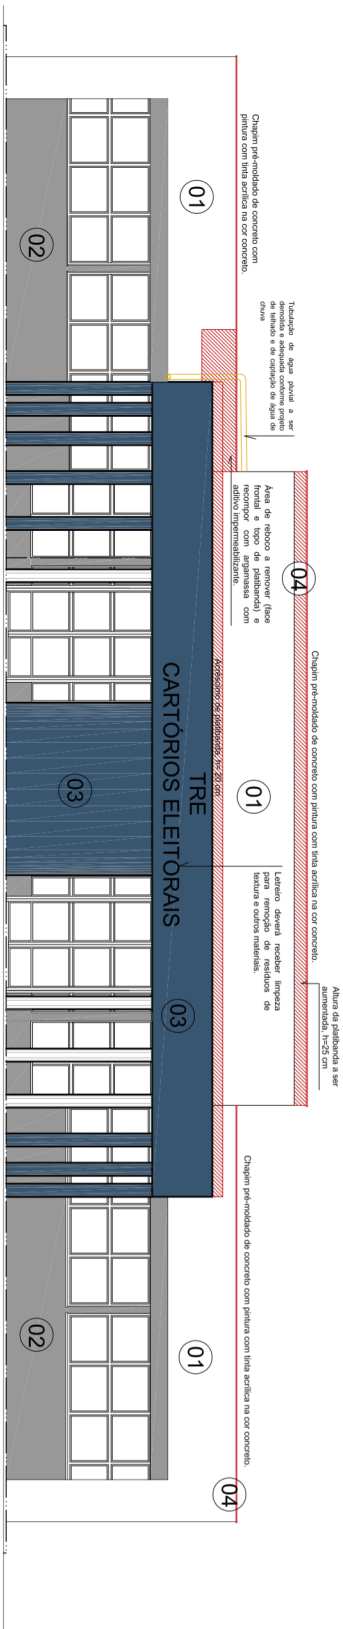 Chapim pré-moldado de concreto com
pintura com tinta acrílica na cor concreto.
Tubulação de água pluvial a ser
demolida e adequada conforme projeto
de telhado e de captação de água de
chuva
Área de reboco a remover (face
frontal e topo de platibanda) e
recompor com argamassa com
aditivo impermeabilizante.
04
Chapim pré-moldado de concreto com pintura com tinta acrílica na cor concreto.
Altura da platibanda a ser
aumentada, h=25 cm
01
01
Acréscimo de platibanda, h= 20 cm
Letreiro deverá receber limpeza
para remoção de resíduos de
textura e outros materiais.
Chapim pré-moldado de concreto com pintura com tinta acrílica na cor concreto.
04
01
TRE
CARTÓRIOS ELEITORAIS
03
02
03
02